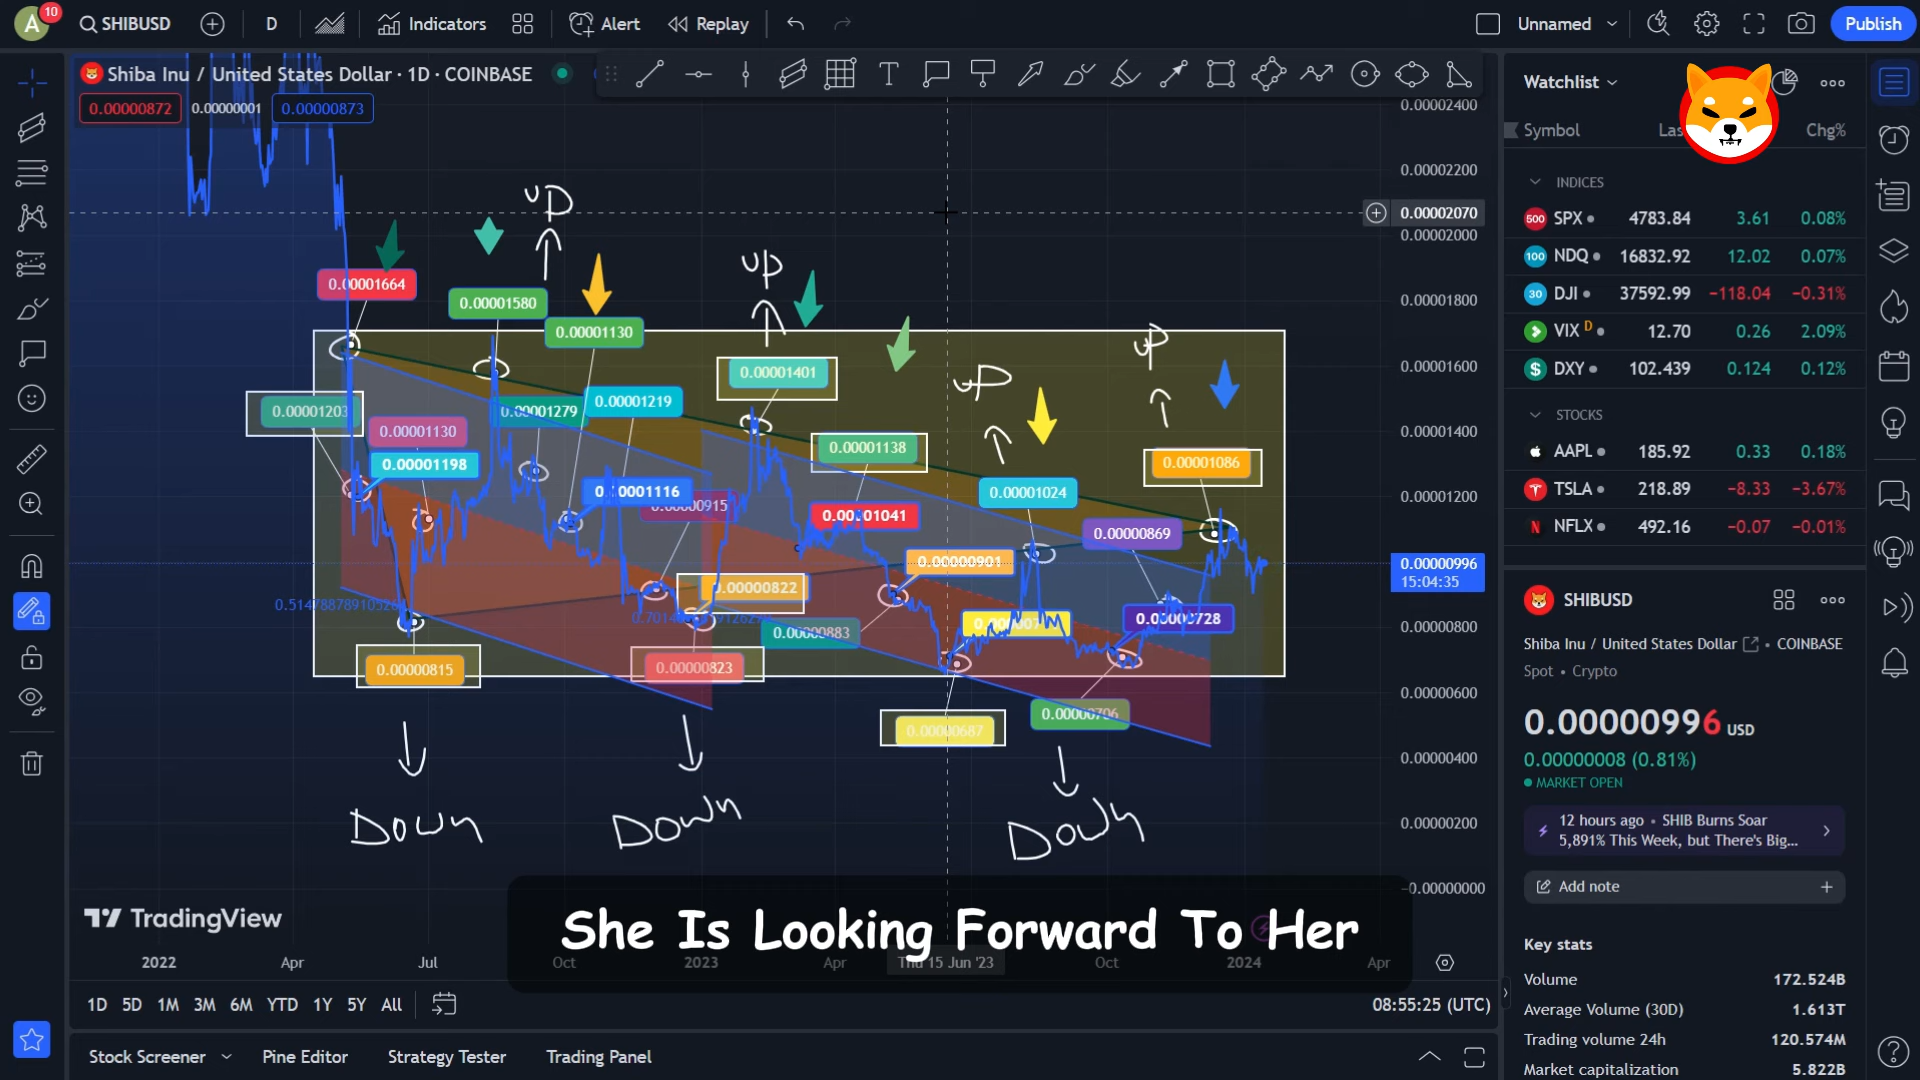 A
10
SHIBUSD
D
Indicators
Alert
Replay
Unnamed
Publish
Shiba Inu / United States Dollar · 1D · COINBASE
0.00000872
0.00000001
0.00000873
0.00002400
0.00002200
0.00002070
0.00002000
0.00001800
0.00001600
0.00001400
0.00001200
0.00000996
15:04:35
0.00000800
0.00000600
0.00000400
0.00000200
-0.00000000
UP
UP
UP
UP
0.00001664
0.00001580
0.00001130
0.00001401
0.00001203
0.00001279
0.00001219
0.00001130
0.00001138
0.00001086
0.00001198
0.00001116
0.00000915
0.00001024
0.00001041
0.00000869
0.00000901
0.00000822
0.00000728
0.00000883
0.00000815
0.00000823
0.00000687
Down
Down
Down
TradingView
She Is Looking Forward To Her
2022
Apr
Jul
Oct
2023
Apr
Thu 15 Jun '23
Oct
2024
Apr
1D 5D 1M 3M 6M YTD 1Y 5Y All
08:55:25 (UTC)
Stock Screener
Pine Editor
Strategy Tester
Trading Panel
Watchlist
Symbol
Chg%
INDICES
500 SPX 4783.84 3.61 0.08%
100 NDQ 16832.92 12.02 0.07%
30 DJI 37592.99 −118.04 −0.31%
VIX D 12.70 0.26 2.09%
$ DXY 102.439 0.124 0.12%
STOCKS
AAPL 185.92 0.33 0.18%
TSLA 218.89 −8.33 −3.67%
N NFLX 492.16 −0.07 −0.01%
SHIBUSD
Shiba Inu / United States Dollar • COINBASE
Spot • Crypto
0.00000996 USD
0.00000008 (0.81%)
MARKET OPEN
12 hours ago • SHIB Burns Soar
5,891% This Week, but There's Big...
Add note
Key stats
Volume 172.524B
Average Volume (30D) 1.613T
Trading volume 24h 120.574M
Market capitalization 5.822B